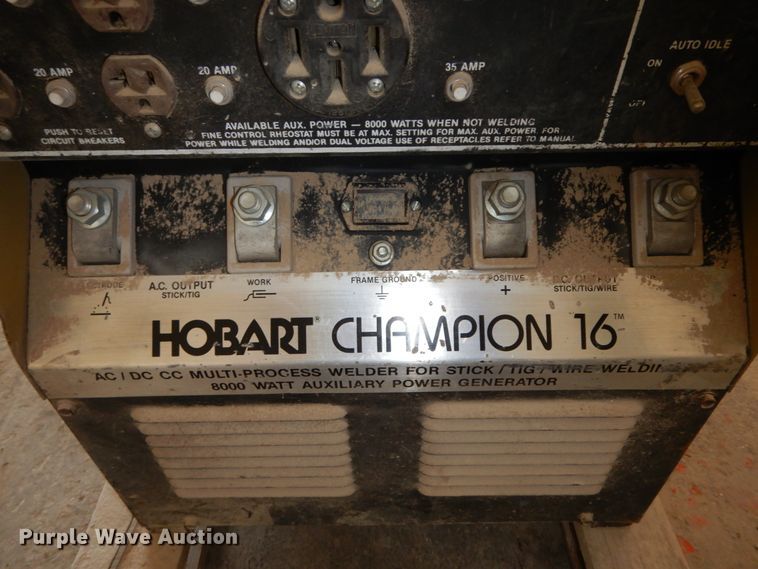 AUTO IDLE
ON
20 AMP
20 AMP
35 AMP
PUSH TO RESET
CIRCUIT BREAKERS
AVAILABLE AUX. POWER — 8000 WATTS WHEN NOT WELDING
FINE CONTROL RHEOSTAT MUST BE AT MAX. SETTING FOR MAX. AUX. POWER. FOR
POWER WHILE WELDING AND/OR DUAL VOLTAGE USE OF RECEPTACLES REFER TO MANUAL
A.C. OUTPUT
STICK/TIG
WORK
FRAME GROUND
POSITIVE
+
D.C. OUTPUT
STICK/TIG/WIRE
HOBART® CHAMPION 16™
AC / DC CC MULTI-PROCESS WELDER FOR STICK / TIG / WIRE WELDIN
8000 WATT AUXILIARY POWER GENERATOR
Purple Wave Auction